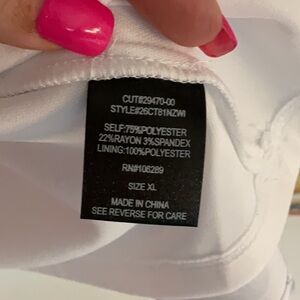 CUT#29470-00
STYLE#26CT81NZWI
SELF:75%POLYESTER
22%RAYON 3%SPANDEX
LINING:100%POLYESTER
RN#106289
SIZE XL
MADE IN CHINA
SEE REVERSE FOR CARE